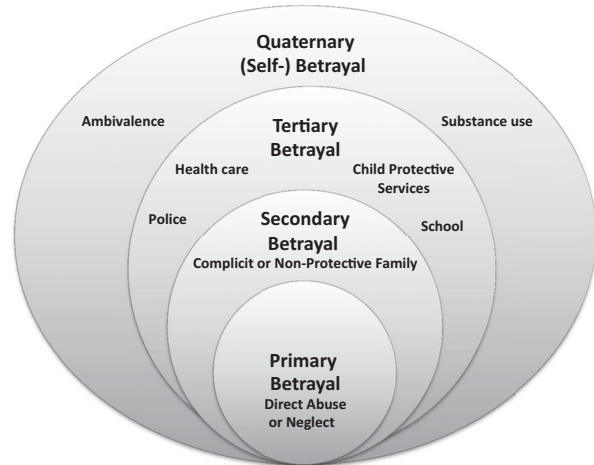 Quaternary
(Self-) Betrayal
Ambivalence
Substance use
Tertiary
Betrayal
Health care
Child Protective
Services
Police
School
Secondary
Betrayal
Complicit or Non-Protective Family
Primary
Betrayal
Direct Abuse
or Neglect